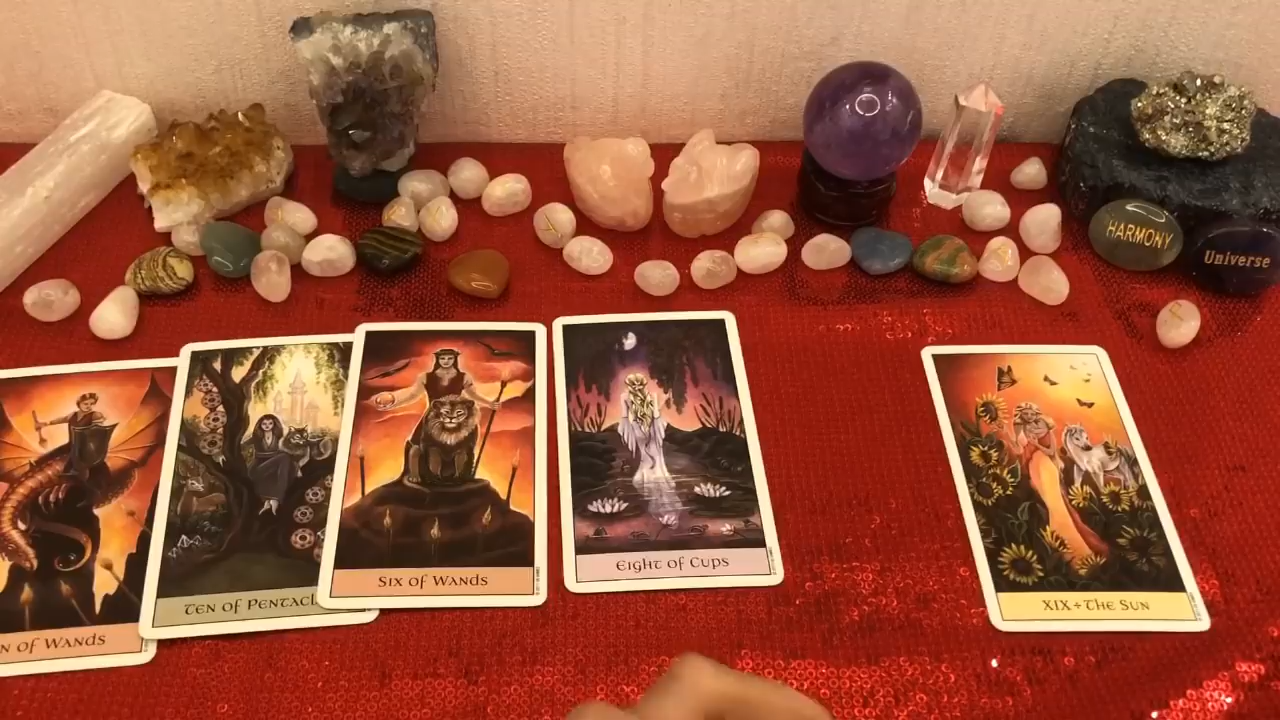 HARMONY
Universe
N OF WANDS
TEN OF PENTACL
SIX OF WANDS
EIGHT OF CUPS
XIX + THE SUN